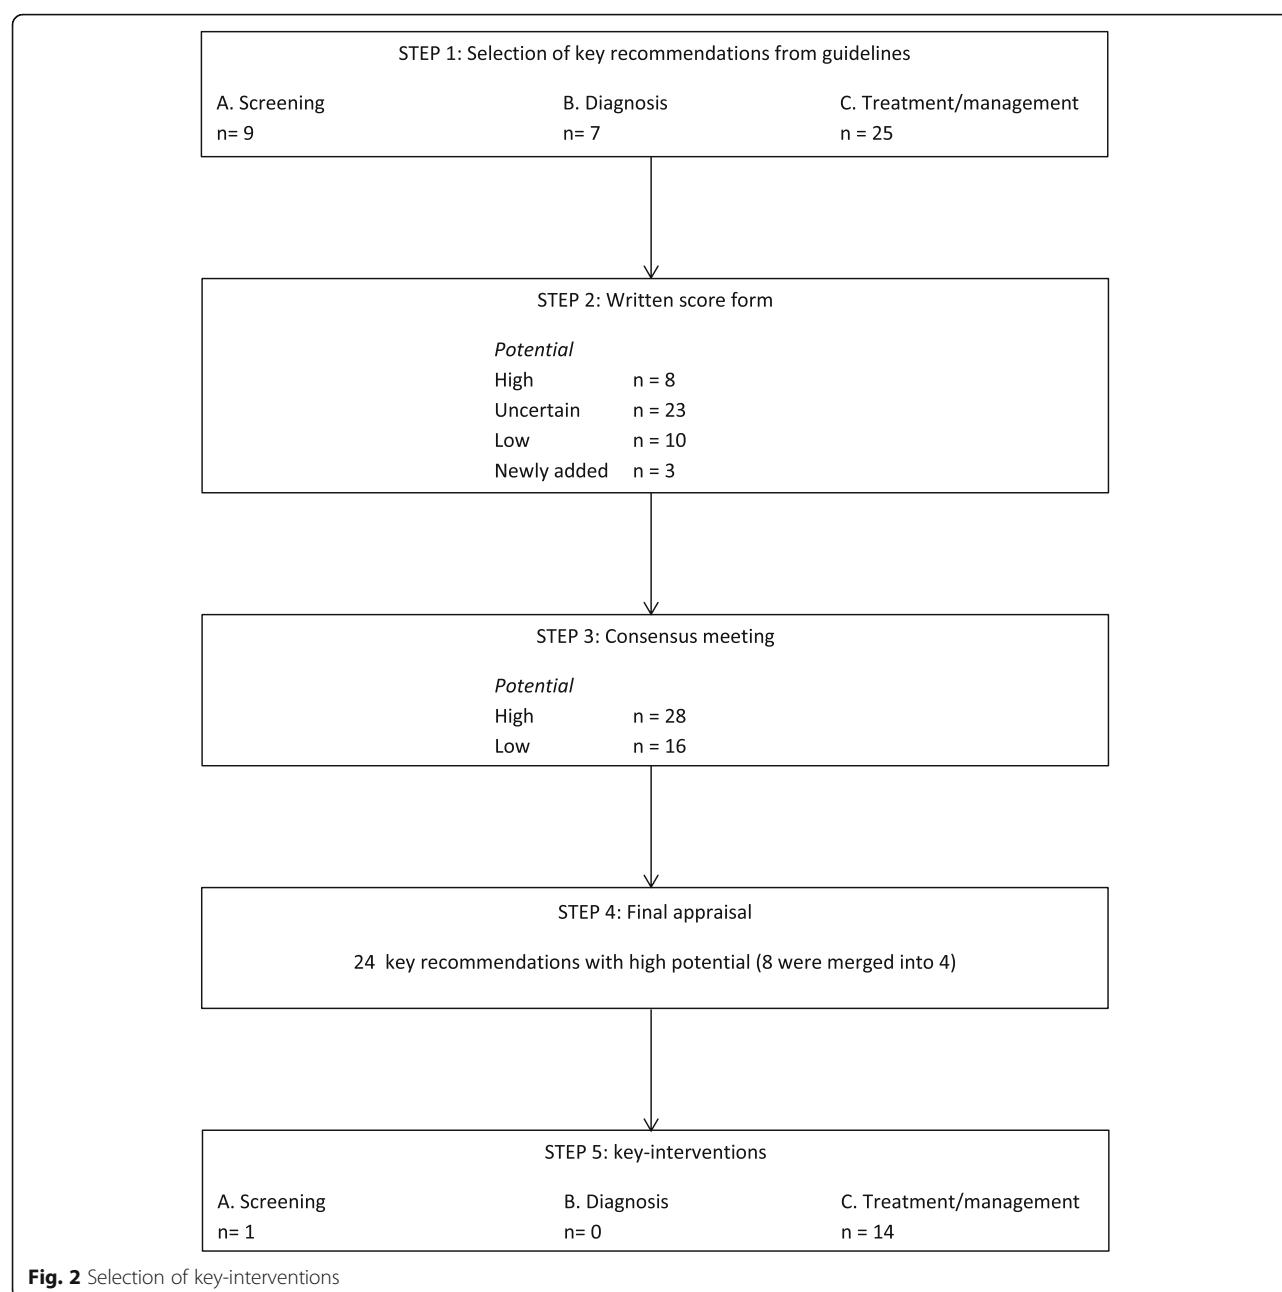 STEP 1: Selection of key recommendations from guidelines
A. Screening B. Diagnosis C. Treatment/management
n= 9 n= 7 n = 25
STEP 2: Written score form
Potential
High n = 8
Uncertain n = 23
Low n = 10
Newly added n = 3
STEP 3: Consensus meeting
Potential
High n = 28
Low n = 16
STEP 4: Final appraisal
24 key recommendations with high potential (8 were merged into 4)
STEP 5: key-interventions
A. Screening B. Diagnosis C. Treatment/management
n= 1 n= 0 n = 14
Fig. 2 Selection of key-interventions